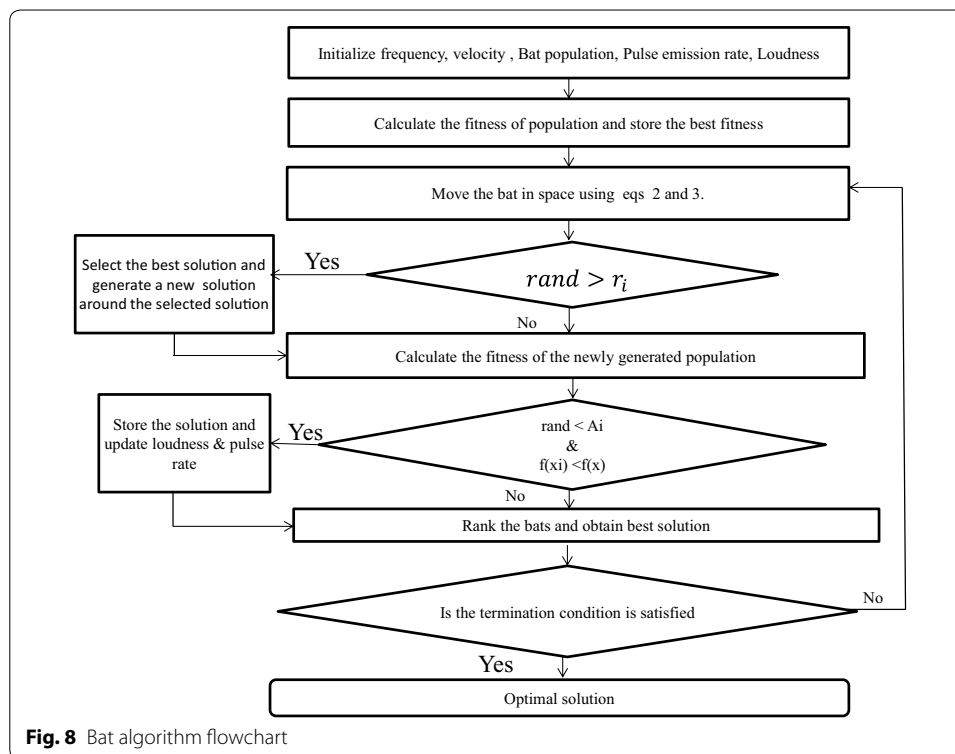 Initialize frequency, velocity , Bat population, Pulse emission rate, Loudness
Calculate the fitness of population and store the best fitness
Move the bat in space using eqs 2 and 3.
Yes
Select the best solution and
generate a new solution
around the selected solution
rand > r_i
No
Calculate the fitness of the newly generated population
Store the solution and
update loudness & pulse
rate
Yes
rand < Ai
&
f(xi) <f(x)
No
Rank the bats and obtain best solution
Is the termination condition is satisfied
No
Yes
Optimal solution
Fig. 8 Bat algorithm flowchart